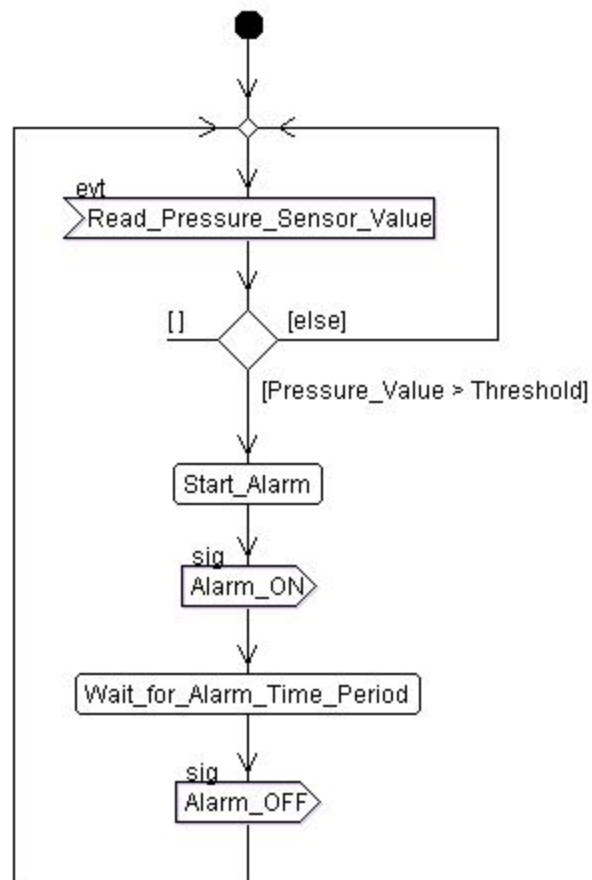 evt
Read_Pressure_Sensor_Value
[ ]
[else]
[Pressure_Value > Threshold]
Start_Alarm
sig
Alarm_ON
Wait_for_Alarm_Time_Period
sig
Alarm_OFF